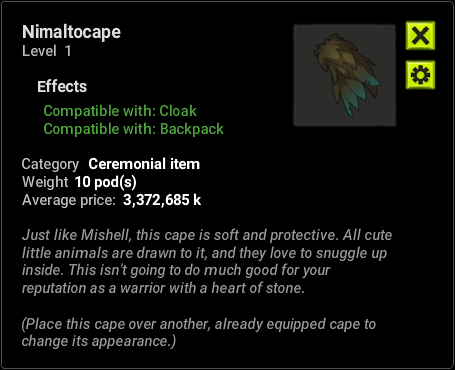 Nimaltocape
Level 1
Effects
Compatible with: Cloak
Compatible with: Backpack
Category Ceremonial item
Weight 10 pod(s)
Average price: 3,372,685 k
Just like Mishell, this cape is soft and protective. All cute
little animals are drawn to it, and they love to snuggle up
inside. This isn't going to do much good for your
reputation as a warrior with a heart of stone.
(Place this cape over another, already equipped cape to
change its appearance.)